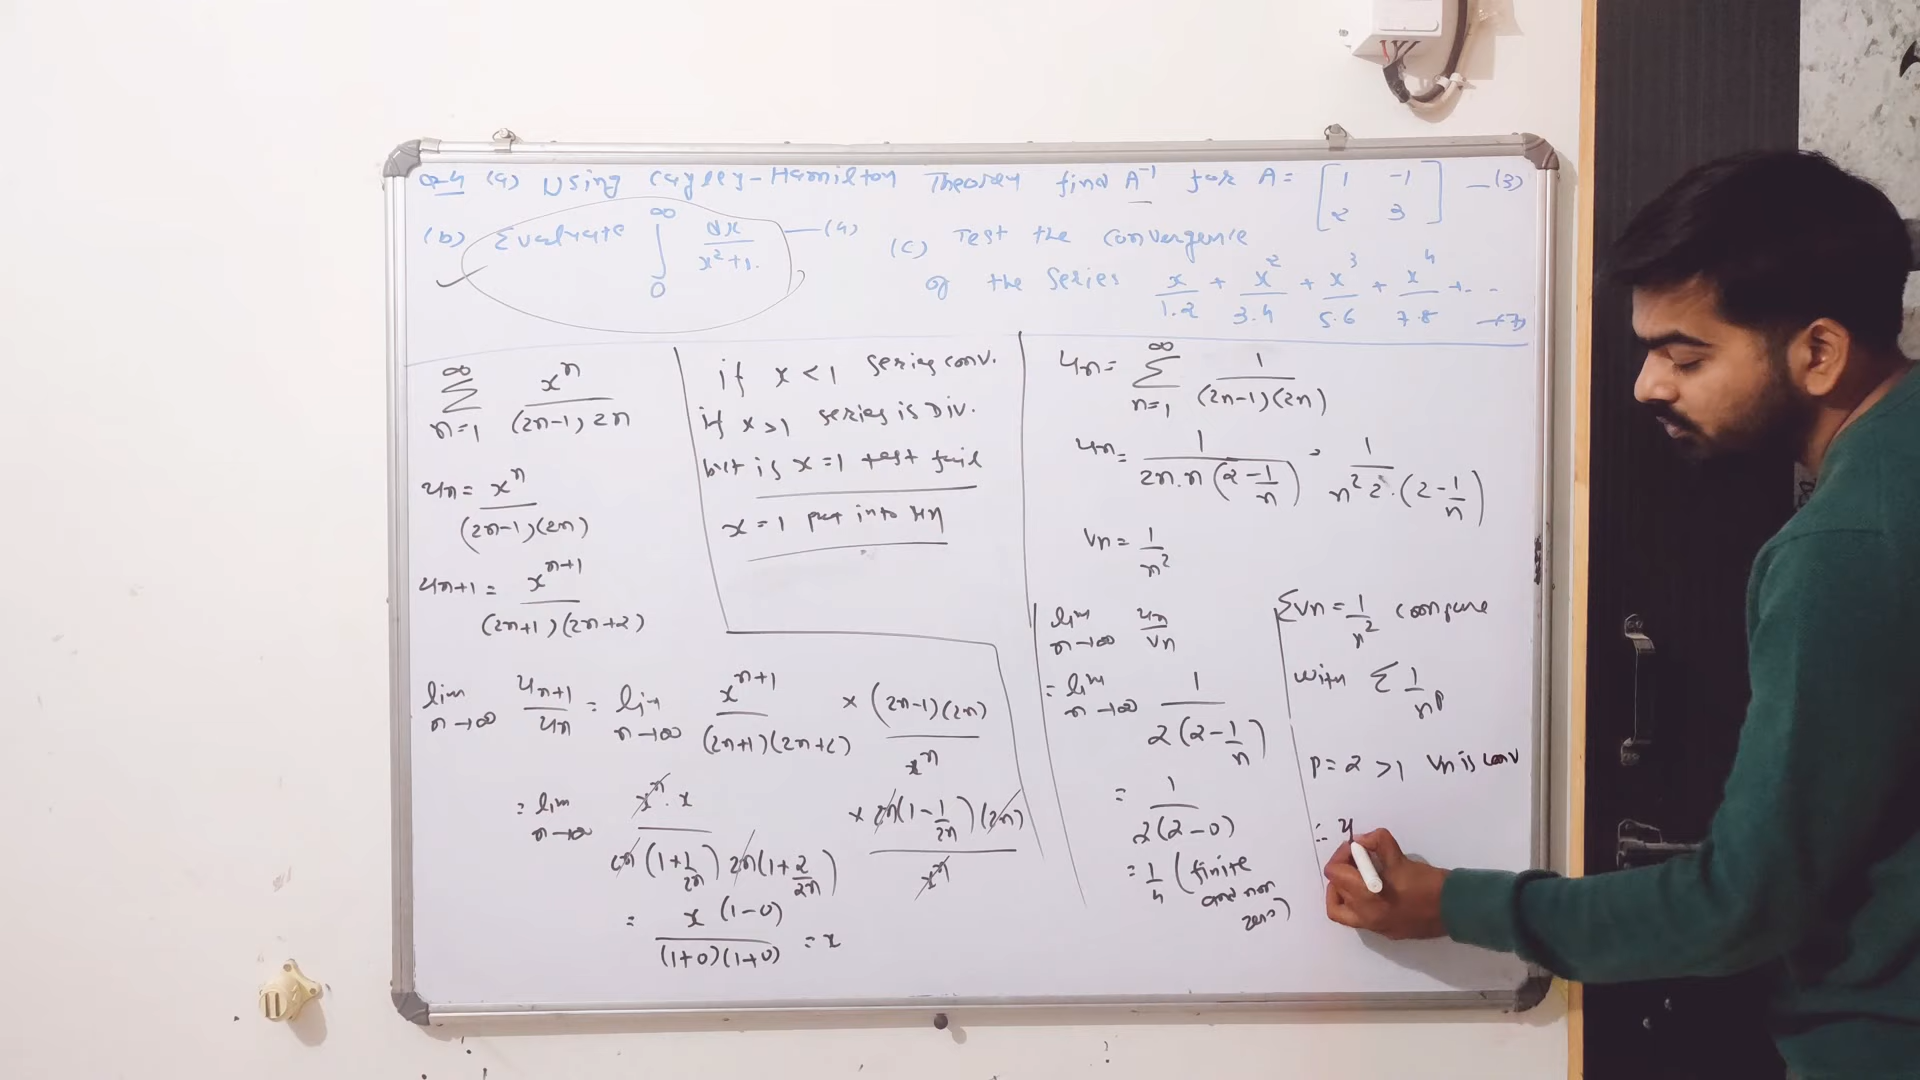 Q-4 (a) Using Cayley-Hamilton Theorem find A⁻¹ for A = [1 -1; 2 3] —(3)
(b) Evaluate ∫₀^∞ dx/(x²+1). —(4)
(c) Test the convergence
of the series x/1.2 + x²/3.4 + x³/5.6 + x⁴/7.8 + ... —(7)
∑_{n=1}^∞ xⁿ/(2n-1)2n
un = xⁿ/(2n-1)(2n)
un+1 = xⁿ⁺¹/(2n+1)(2n+2)
lim n→∞ un+1/un = lim n→∞ xⁿ⁺¹/(2n+1)(2n+2) × (2n-1)(2n)/xⁿ
= lim n→∞ xⁿ.x/2n(1+1/2n)2n(1+2/2n) × 2n(1-1/2n)(2n)/xⁿ
= x(1-0)/(1+0)(1+0) = x
if x < 1 series conv.
if x > 1 series is Div.
but is x = 1 test fail
x = 1 put into un
un = ∑_{n=1}^∞ 1/(2n-1)(2n)
un = 1/2n.n(2-1/n) = 1/n²2.(2-1/n)
vn = 1/n²
lim n→∞ un/vn
= lim n→∞ 1/2(2-1/n)
= 1/2(2-0)
= 1/4 (finite
and non
zero)
∑vn = 1/n² compare
with ∑ 1/nᵖ
p = 2 > 1 vn is conv
∴ u